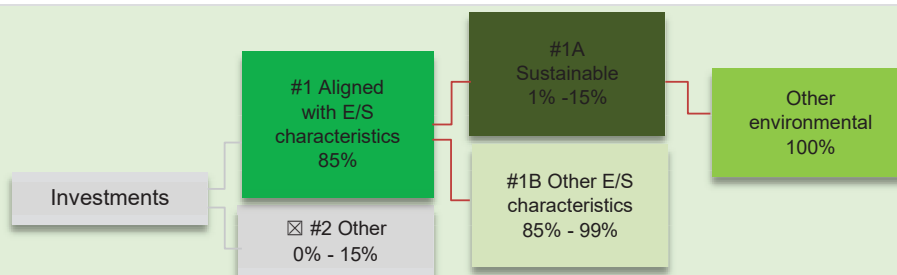 Investments
#1 Aligned
with E/S
characteristics
85%
☒ #2 Other
0% - 15%
#1A
Sustainable
1% -15%
#1B Other E/S
characteristics
85% - 99%
Other
environmental
100%